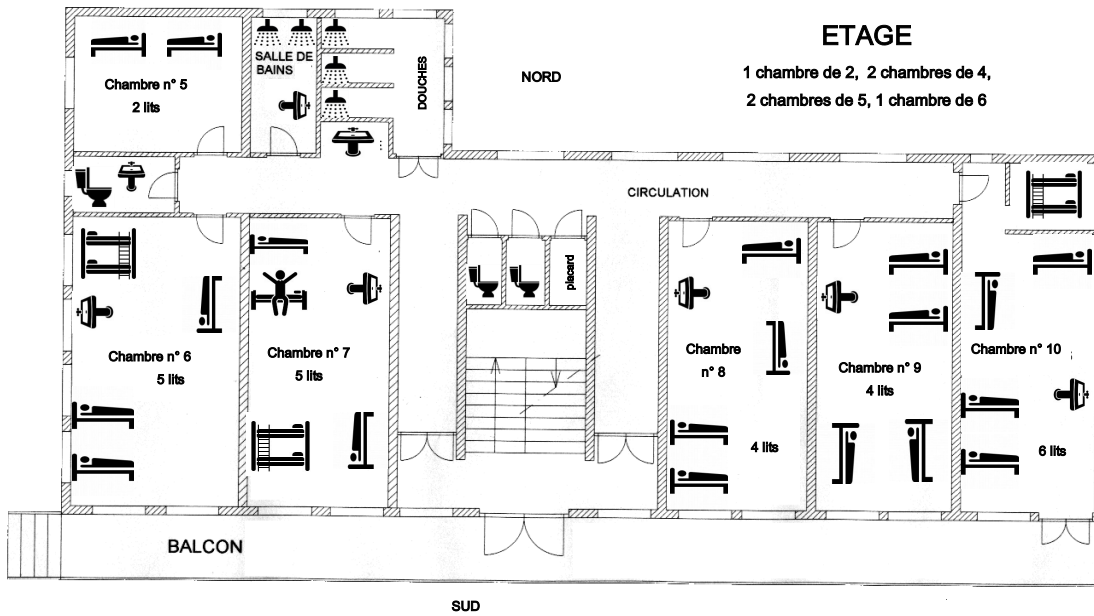 ETAGE
1 chambre de 2, 2 chambres de 4,
2 chambres de 5, 1 chambre de 6
NORD
Chambre n° 5
2 lits
SALLE DE
BAINS
DOUCHES
CIRCULATION
placard
Chambre n° 6
5 lits
Chambre n° 7
5 lits
Chambre
n° 8
4 lits
Chambre n° 9
4 lits
Chambre n° 10
6 lits
BALCON
SUD